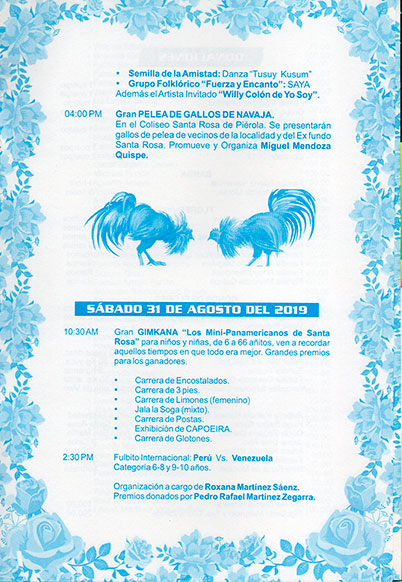 • Semilla de la Amistad: Danza "Tusuy Kusum"
• Grupo Folklórico "Fuerza y Encanto": SAYA
Además el Artista Invitado "Willy Colón de Yo Soy".
04:00 PM Gran PELEA DE GALLOS DE NAVAJA.
En el Coliseo Santa Rosa de Piérola. Se presentarán
gallos de pelea de vecinos de la localidad y del Ex fundo
Santa Rosa. Promueve y Organiza Miguel Mendoza
Quispe.
SÁBADO 31 DE AGOSTO DEL 2019
10:30 AM Gran GIMKANA "Los Mini-Panamericanos de Santa
Rosa" para niños y niñas, de 6 a 66 añitos, ven a recordar
aquellos tiempos en que todo era mejor. Grandes premios
para los ganadores.
• Carrera de Encostalados.
• Carrera de 3 pies.
• Carrera de Limones (femenino)
• Jala la Soga (mixto).
• Carrera de Postas.
• Exhibición de CAPOEIRA.
• Carrera de Glotones.
2:30 PM Fulbito Internacional: Perú Vs. Venezuela
Categoría 6-8 y 9-10 años.
Organización a cargo de Roxana Martínez Sáenz.
Premios donados por Pedro Rafael Martínez Zegarra.